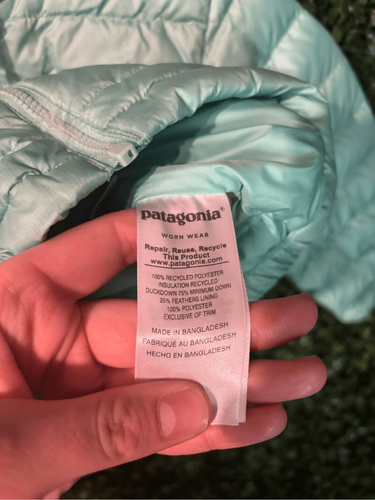 patagonia®
WORN WEAR
Repair, Reuse, Recycle
This Product
www.patagonia.com
100% RECYCLED POLYESTER
INSULATION RECYCLED
DUCKDOWN 75% MINIMUM DOWN
25% FEATHERS LINING
100% POLYESTER
EXCLUSIVE OF TRIM
MADE IN BANGLADESH
FABRIQUÉ AU BANGLADESH
HECHO EN BANGLADESH